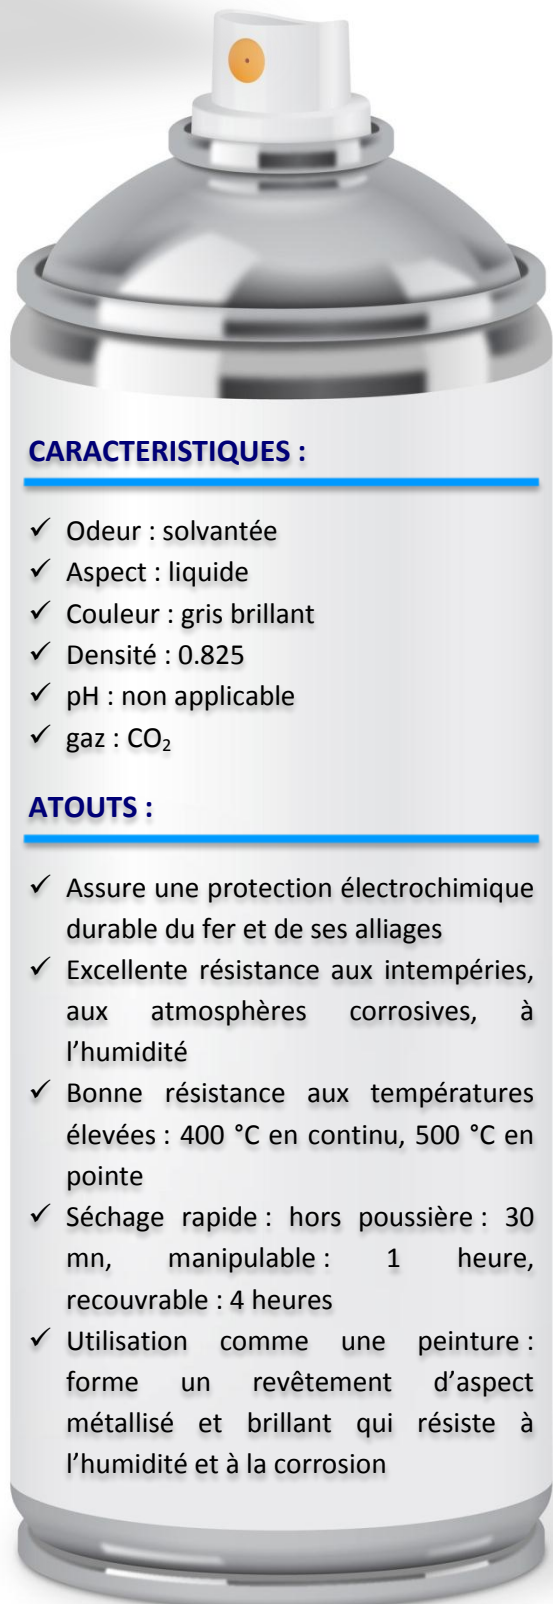 CARACTERISTIQUES :
✓ Odeur : solvantée
✓ Aspect : liquide
✓ Couleur : gris brillant
✓ Densité : 0.825
✓ pH : non applicable
✓ gaz : CO₂
ATOUTS :
✓ Assure une protection électrochimique
durable du fer et de ses alliages
✓ Excellente résistance aux intempéries,
aux atmosphères corrosives, à
l’humidité
✓ Bonne résistance aux températures
élevées : 400 °C en continu, 500 °C en
pointe
✓ Séchage rapide : hors poussière : 30
mn, manipulable : 1 heure,
recouvrable : 4 heures
✓ Utilisation comme une peinture :
forme un revêtement d’aspect
métallisé et brillant qui résiste à
l’humidité et à la corrosion